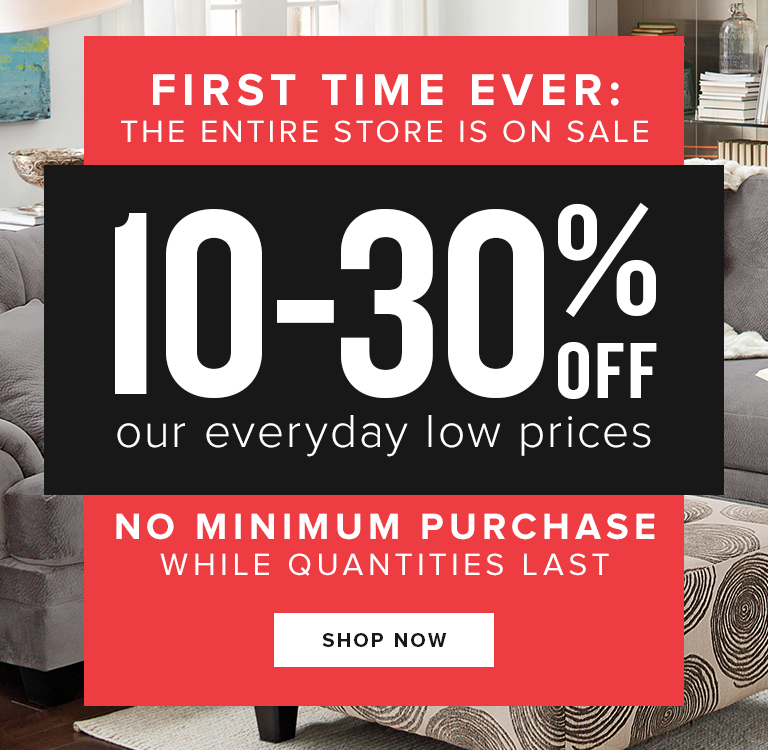 FIRST TIME EVER:
THE ENTIRE STORE IS ON SALE
10-30% OFF
our everyday low prices
NO MINIMUM PURCHASE
WHILE QUANTITIES LAST
SHOP NOW